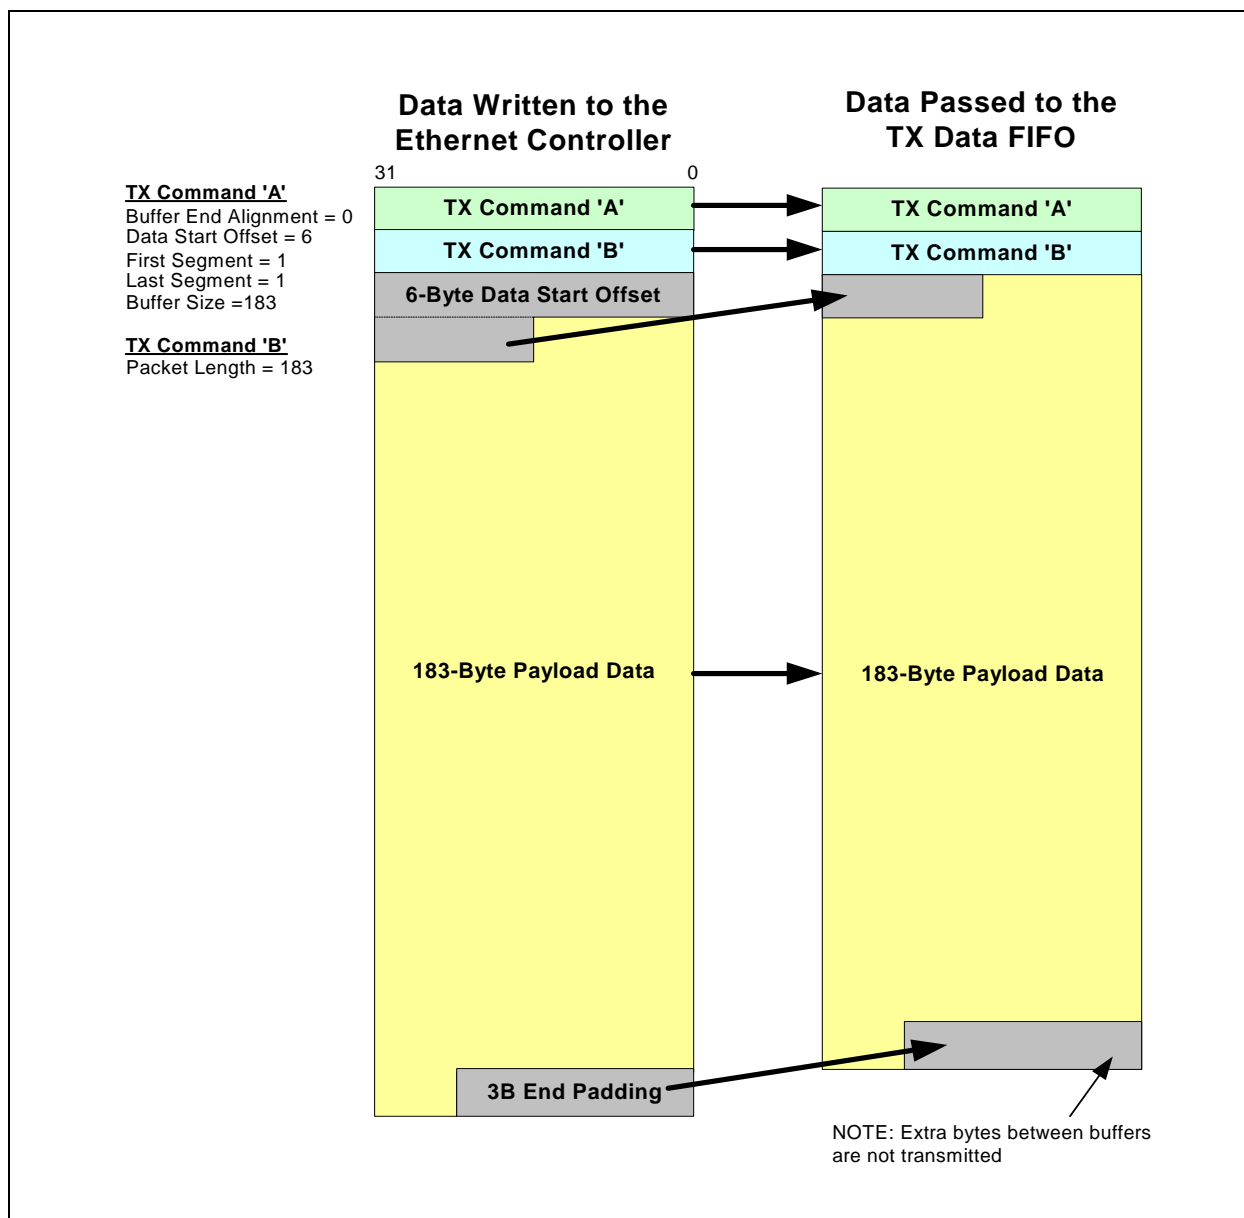 Data Written to the
Ethernet Controller
Data Passed to the
TX Data FIFO
31
0
TX Command 'A'
Buffer End Alignment = 0
Data Start Offset = 6
First Segment = 1
Last Segment = 1
Buffer Size =183
TX Command 'B'
Packet Length = 183
TX Command 'A'
TX Command 'B'
6-Byte Data Start Offset
183-Byte Payload Data
3B End Padding
TX Command 'A'
TX Command 'B'
183-Byte Payload Data
NOTE: Extra bytes between buffers
are not transmitted